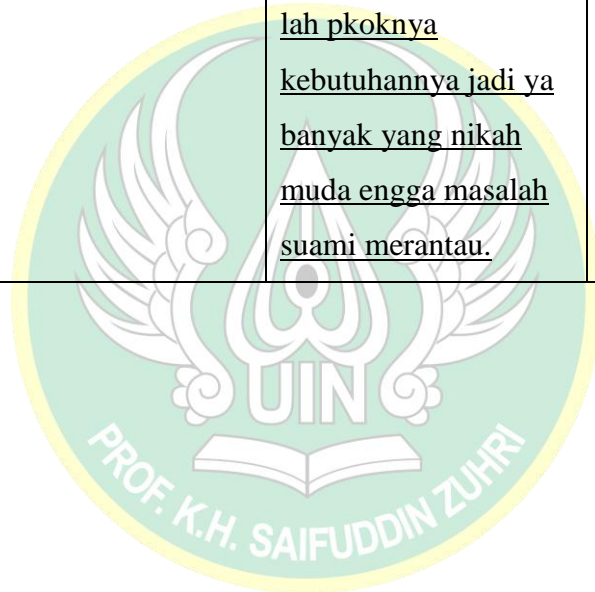 lah pkoknya
kebutuhannya jadi ya
banyak yang nikah
muda engga masalah
suami merantau.
UIN
PROF. K.H. SAIFUDDIN ZUHRI